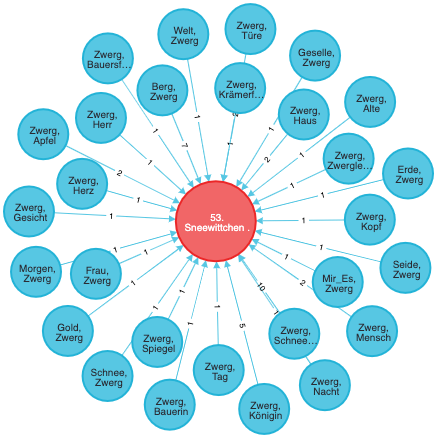 Welt,
Zwerg
Zwerg,
Türe
Zwerg,
Bauersf...
Geselle,
Zwerg
Berg,
Zwerg
Zwerg,
Krämerf...
Zwerg,
Alte
Zwerg,
Herr
Zwerg,
Haus
Zwerg,
Apfel
Zwerg,
Zwergle...
Erde,
Zwerg
Zwerg,
Herz
Zwerg,
Gesicht
53.
Sneewittchen .
Zwerg,
Kopf
Morgen,
Zwerg
Frau,
Zwerg
Mir_Es,
Zwerg
Seide,
Zwerg
Gold,
Zwerg
Zwerg,
Spiegel
Zwerg,
Schnee...
Zwerg,
Mensch
Schnee,
Zwerg
Zwerg,
Tag
Zwerg,
Nacht
Zwerg,
Bauerin
Zwerg,
Königin
1
1
7
1
1
2
1
2
1
1
1
1
1
1
1
1
1
1
1
1
1
5
10
1
2